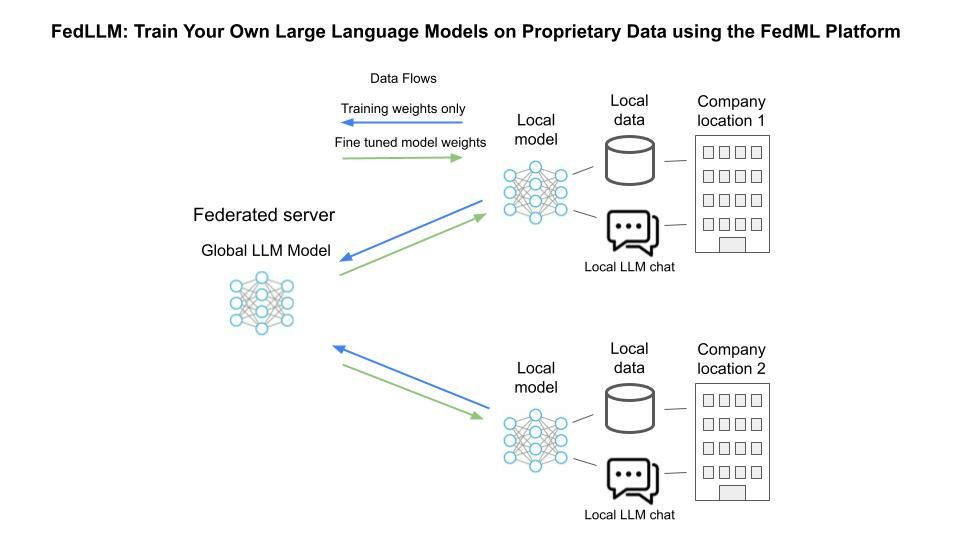 FedLLM: Train Your Own Large Language Models on Proprietary Data using the FedML Platform
Data Flows
Training weights only
Fine tuned model weights
Federated server
Global LLM Model
Local
model
Local
data
Company
location 1
Local LLM chat
Local
model
Local
data
Company
location 2
Local LLM chat